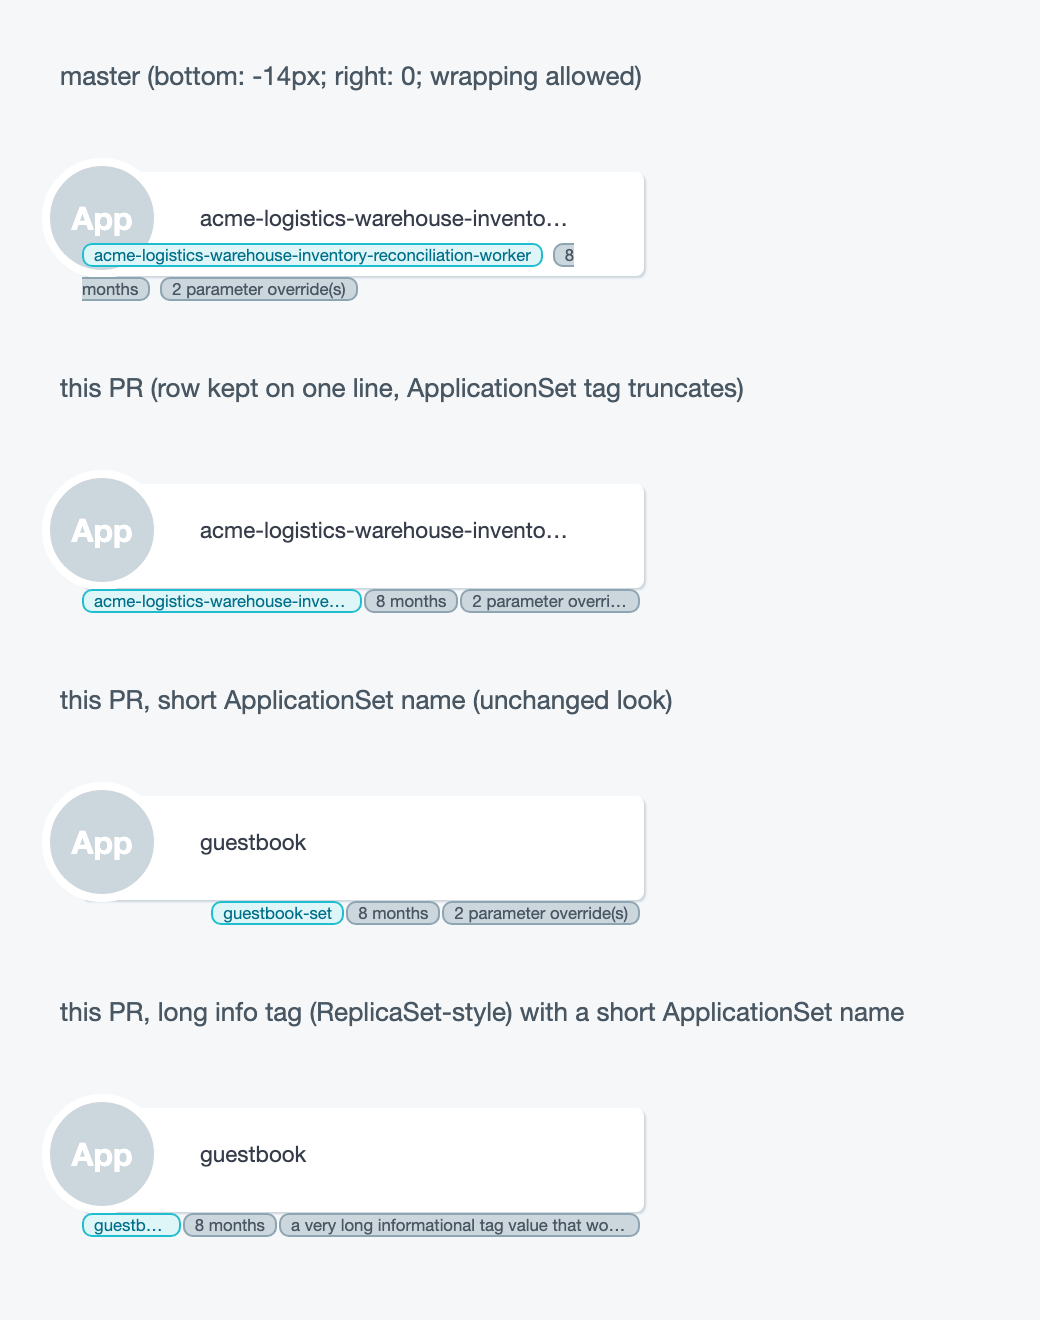 master (bottom: -14px; right: 0; wrapping allowed)
App
acme-logistics-warehouse-invento…
acme-logistics-warehouse-inventory-reconciliation-worker 8
months 2 parameter override(s)
this PR (row kept on one line, ApplicationSet tag truncates)
App
acme-logistics-warehouse-invento…
acme-logistics-warehouse-inve… 8 months 2 parameter overri…
this PR, short ApplicationSet name (unchanged look)
App
guestbook
guestbook-set 8 months 2 parameter override(s)
this PR, long info tag (ReplicaSet-style) with a short ApplicationSet name
App
guestbook
guestb… 8 months a very long informational tag value that wo…